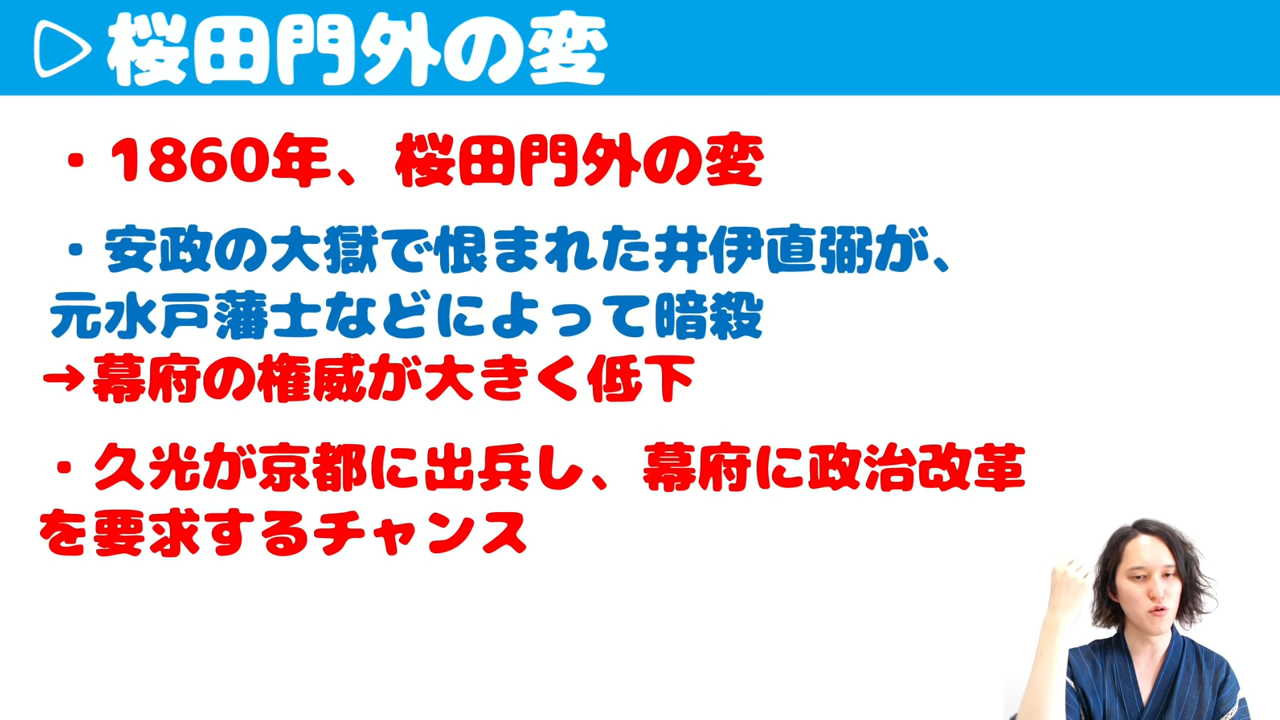 桜田門外の変
・1860年、桜田門外の変
・安政の大獄で恨まれた井伊直弼が、
元水戸藩士などによって暗殺
→幕府の権威が大きく低下
・久光が京都に出兵し、幕府に政治改革
を要求するチャンス